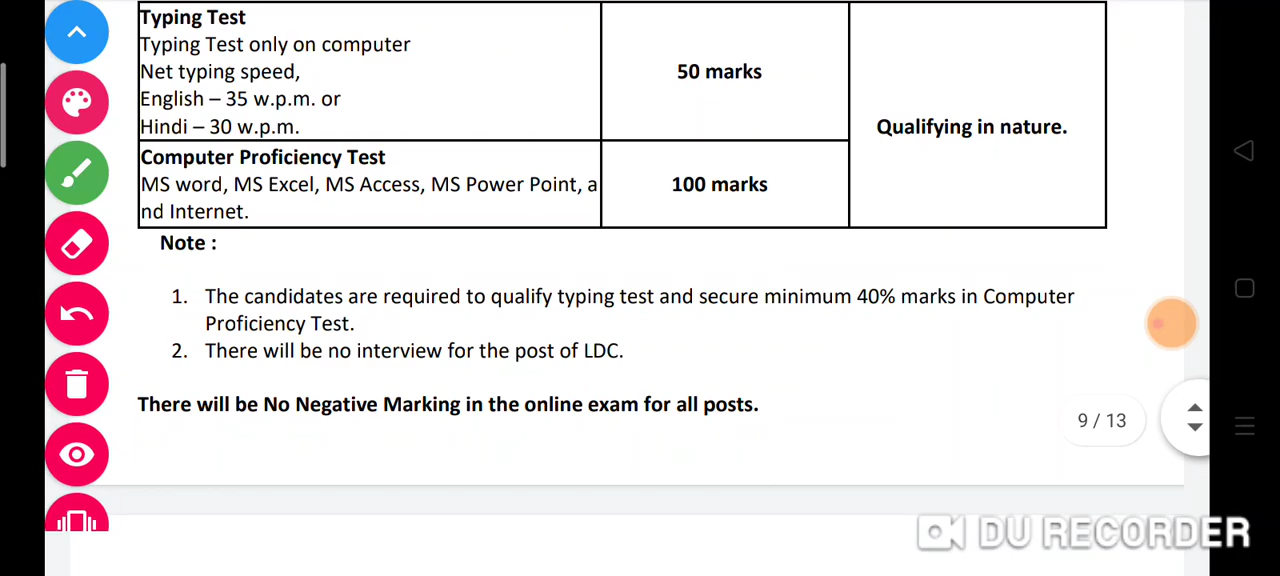 Typing Test
Typing Test only on computer
Net typing speed,
English – 35 w.p.m. or
Hindi – 30 w.p.m.
50 marks
Qualifying in nature.
Computer Proficiency Test
MS word, MS Excel, MS Access, MS Power Point, a
nd Internet.
100 marks
Note :
1. The candidates are required to qualify typing test and secure minimum 40% marks in Computer
Proficiency Test.
2. There will be no interview for the post of LDC.
There will be No Negative Marking in the online exam for all posts.
9 / 13
DU RECORDER